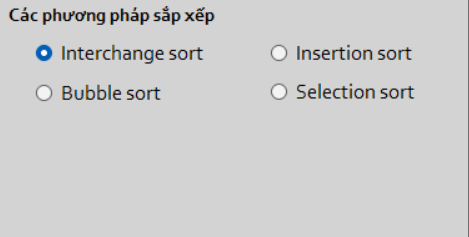 Các phương pháp sắp xếp
Interchange sort
Insertion sort
Bubble sort
Selection sort